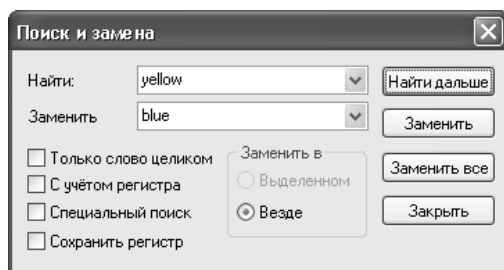 Поиск и замена
Найти:
yellow
Найти дальше
Заменить
blue
Заменить
Только слово целиком
С учётом регистра
Специальный поиск
Сохранить регистр
Заменить в
Выделенном
Везде
Заменить все
Закрыть